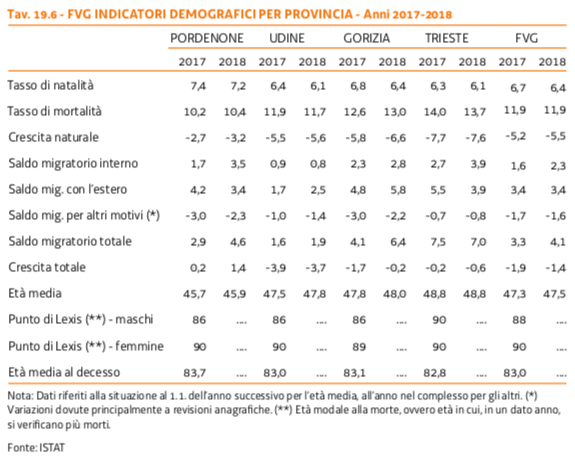 Tav. 19.6 - FVG INDICATORI DEMOGRAFICI PER PROVINCIA - Anni 2017-2018
PORDENONE UDINE GORIZIA TRIESTE FVG
2017 2018 2017 2018 2017 2018 2017 2018 2017 2018
Tasso di natalità 7,4 7,2 6,4 6,1 6,8 6,4 6,3 6,1 6,7 6,4
Tasso di mortalità 10,2 10,4 11,9 11,7 12,6 13,0 14,0 13,7 11,9 11,9
Crescita naturale -2,7 -3,2 -5,5 -5,6 -5,8 -6,6 -7,7 -7,6 -5,2 -5,5
Saldo migratorio interno 1,7 3,5 0,9 0,8 2,3 2,8 2,7 3,9 1,6 2,3
Saldo mig. con l'estero 4,2 3,4 1,7 2,5 4,8 5,8 5,5 3,9 3,4 3,4
Saldo mig. per altri motivi (*) -3,0 -2,3 -1,0 -1,4 -3,0 -2,2 -0,7 -0,8 -1,7 -1,6
Saldo migratorio totale 2,9 4,6 1,6 1,9 4,1 6,4 7,5 7,0 3,3 4,1
Crescita totale 0,2 1,4 -3,9 -3,7 -1,7 -0,2 -0,2 -0,6 -1,9 -1,4
Età media 45,7 45,9 47,5 47,8 47,8 48,0 48,8 48,8 47,3 47,5
Punto di Lexis (**) - maschi 86 .... 86 .... 86 .... 90 .... 88 ....
Punto di Lexis (**) - femmine 90 .... 90 .... 89 .... 90 .... 90 ....
Età media al decesso 83,7 .... 83,0 .... 83,1 .... 82,8 .... 83,0 ....
Nota: Dati riferiti alla situazione al 1.1. dell'anno successivo per l'età media, all'anno nel complesso per gli altri. (*)
Variazioni dovute principalmente a revisioni anagrafiche. (**) Età modale alla morte, ovvero età in cui, in un dato anno,
si verificano più morti.
Fonte: ISTAT